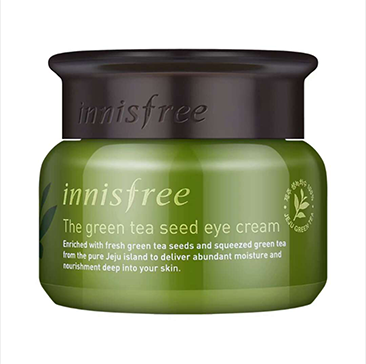 innisfree
innisfree
The green tea seed eye cream
Enriched with fresh green tea seeds and squeezed green tea
from the pure Jeju island to deliver abundant moisture and
nourishment deep into your skin.
JEJU GREEN TEA